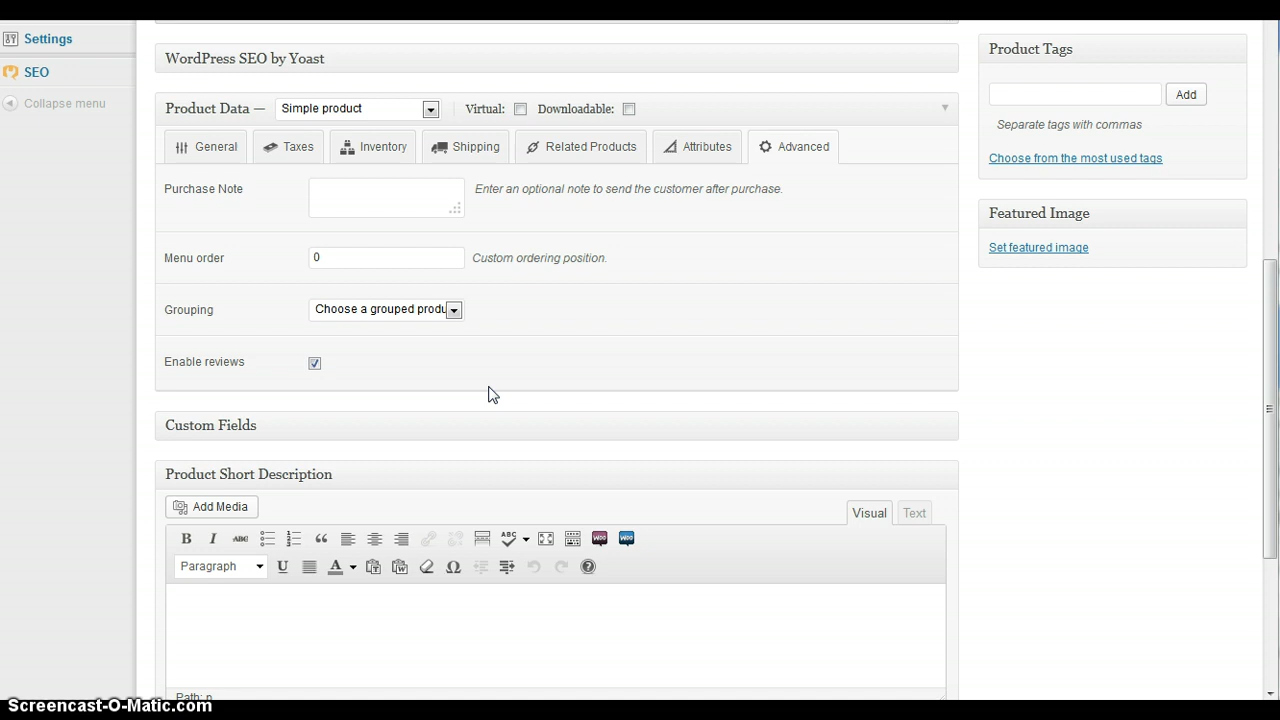 Settings
SEO
Collapse menu
WordPress SEO by Yoast
Product Data — Simple product Virtual: Downloadable:
General Taxes Inventory Shipping Related Products Attributes Advanced
Purchase Note Enter an optional note to send the customer after purchase.
Menu order 0 Custom ordering position.
Grouping Choose a grouped produ
Enable reviews
Custom Fields
Product Short Description
Add Media
Visual Text
B I ABC ABC
Paragraph U A
Product Tags
Add
Separate tags with commas
Choose from the most used tags
Featured Image
Set featured image
Screencast-O-Matic.com